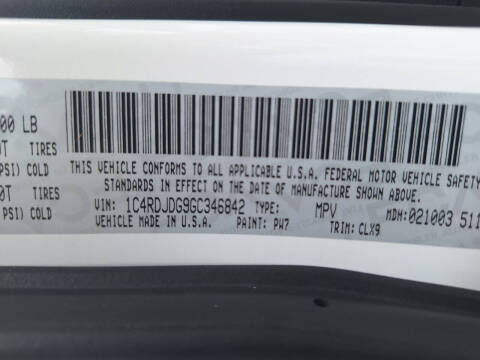 00 LB
0T TIRES
PSI) COLD
THIS VEHICLE CONFORMS TO ALL APPLICABLE U.S.A. FEDERAL MOTOR VEHICLE SAFETY
0T TIRES STANDARDS IN EFFECT ON THE DATE OF MANUFACTURE SHOWN ABOVE.
PSI) COLD VIN: 1C4RDJDG9GC346842 TYPE: MPV MDH:021003 511
MADE IN U.S.A. PAINT: PW7 TRIM: CLX9